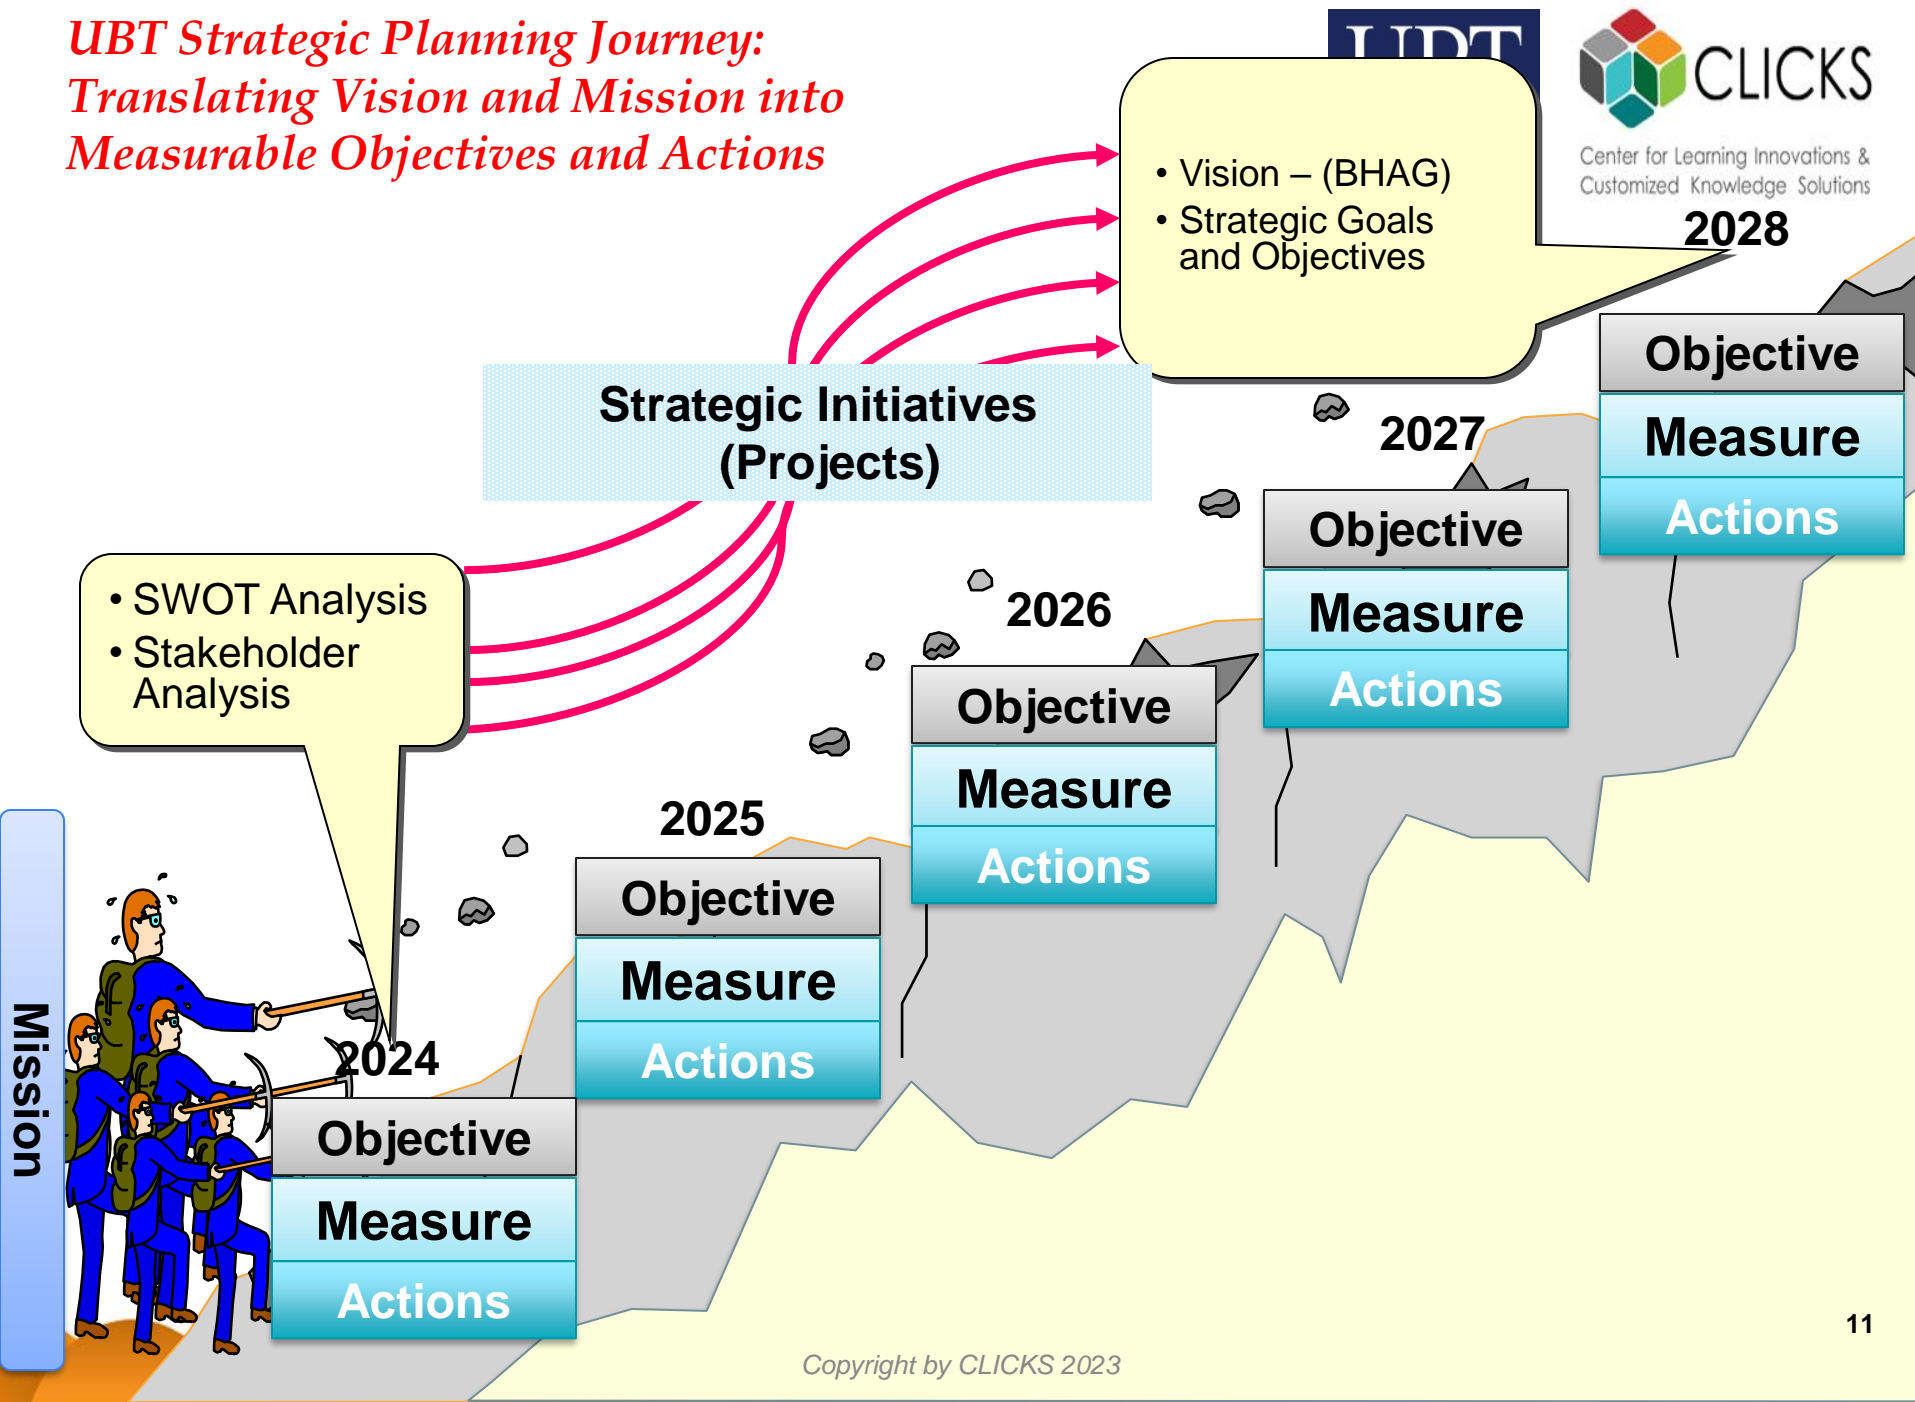 UBT Strategic Planning Journey:
Translating Vision and Mission into
Measurable Objectives and Actions
UBT
CLICKS
Center for Learning Innovations &
Customized Knowledge Solutions
• Vision – (BHAG)
• Strategic Goals
and Objectives
2028
Objective
Measure
Actions
Strategic Initiatives
(Projects)
2027
Objective
Measure
Actions
• SWOT Analysis
• Stakeholder
Analysis
2026
Objective
Measure
Actions
2025
Objective
Measure
Actions
Mission
2024
Objective
Measure
Actions
11
Copyright by CLICKS 2023